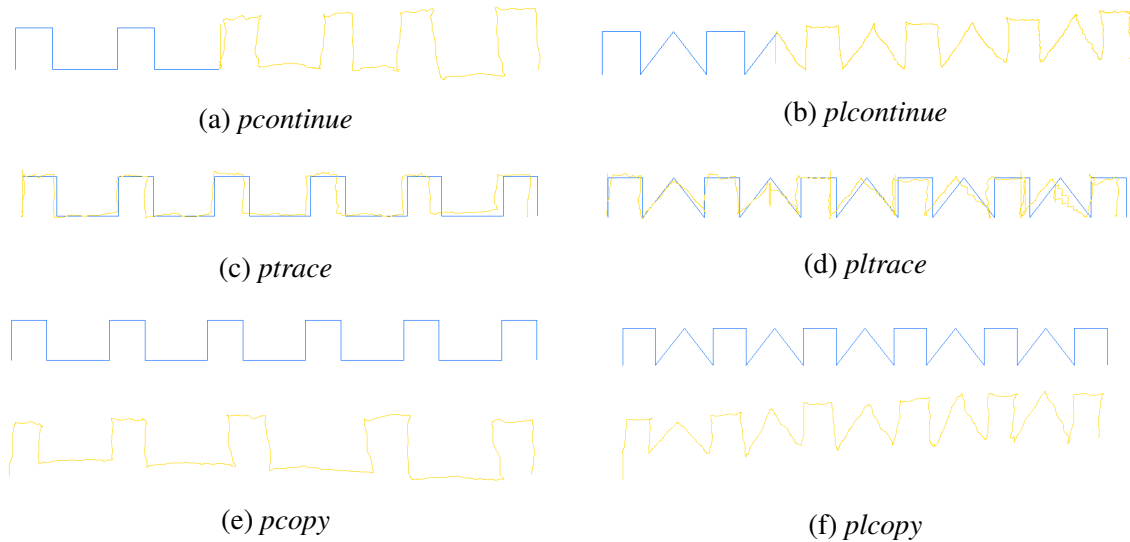 (a) pcontinue
(b) plcontinue
(c) ptrace
(d) pltrace
(e) pcopy
(f) plcopy